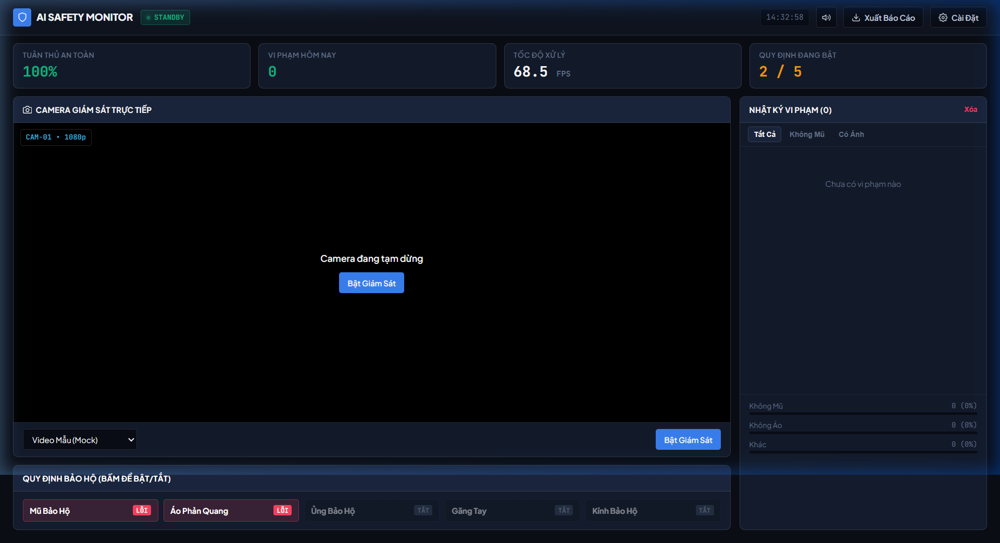 AI SAFETY MONITOR
STANDBY
14:32:58
Xuất Báo Cáo
Cài Đặt
TUÂN THỦ AN TOÀN
100%
VI PHẠM HÔM NAY
0
TỐC ĐỘ XỬ LÝ
68.5 FPS
QUY ĐỊNH ĐANG BẬT
2 / 5
CAMERA GIÁM SÁT TRỰC TIẾP
CAM-01 • 1080p
Camera đang tạm dừng
Bật Giám Sát
Video Mẫu (Mock)
Bật Giám Sát
NHẬT KÝ VI PHẠM (0)
Xóa
Tất Cả
Không Mũ
Có Ảnh
Chưa có vi phạm nào
Không Mũ 0 (0%)
Không Áo 0 (0%)
Khác 0 (0%)
QUY ĐỊNH BẢO HỘ (BẤM ĐỂ BẬT/TẮT)
Mũ Bảo Hộ LỖI
Áo Phản Quang LỖI
Ủng Bảo Hộ TẮT
Găng Tay TẮT
Kính Bảo Hộ TẮT